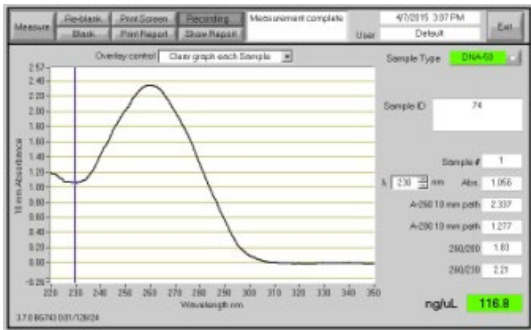 Measure
Re-blank
Print Screen
Recording
Measurement complete
4/7/2015 3:07 PM
Exit
Blank
Print Report
Show Report
User
Default
Overlay control
Clear graph each Sample
Sample Type
DNA-50
2.57
2.40
2.20
2.00
1.80
1.60
1.40
1.20
1.00
0.80
0.60
0.40
0.20
0.00
-0.26
10 mm Absorbance
220 230 240 250 260 270 280 290 300 310 320 330 340 350
Wavelength nm
Sample ID
74
Sample # 1
λ 230 nm Abs. 1.056
A-260 10 mm path 2.337
A-280 10 mm path 1.277
260/280 1.83
260/230 2.21
ng/uL 116.8